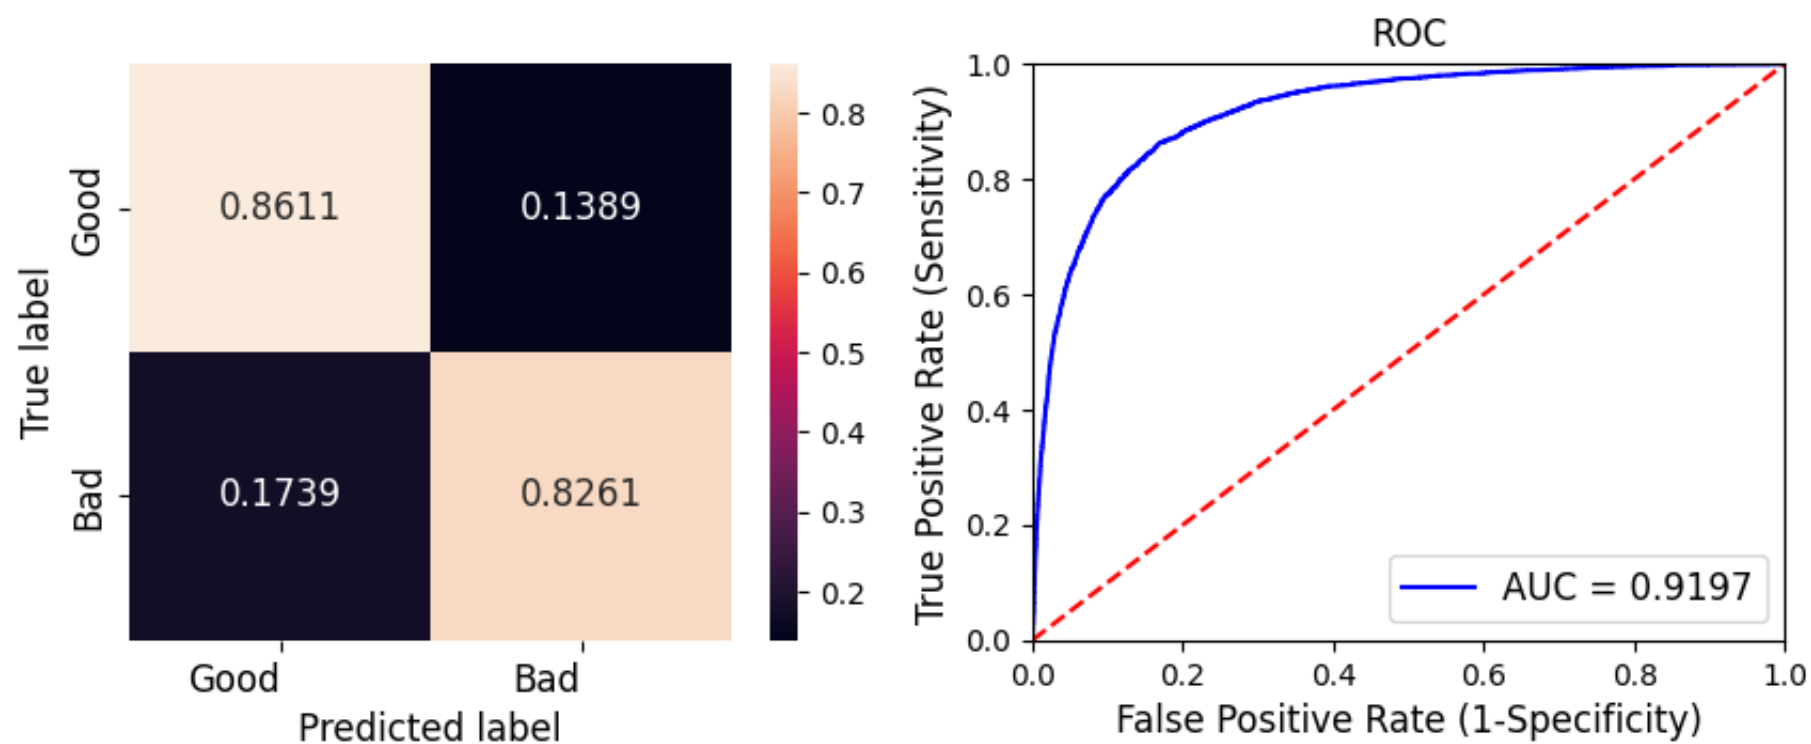 True label
Good
Bad
0.8611 0.1389
0.1739 0.8261
Good Bad
Predicted label
0.8
0.7
0.6
0.5
0.4
0.3
0.2
ROC
True Positive Rate (Sensitivity)
1.0
0.8
0.6
0.4
0.2
0.0
AUC = 0.9197
0.0 0.2 0.4 0.6 0.8 1.0
False Positive Rate (1-Specificity)